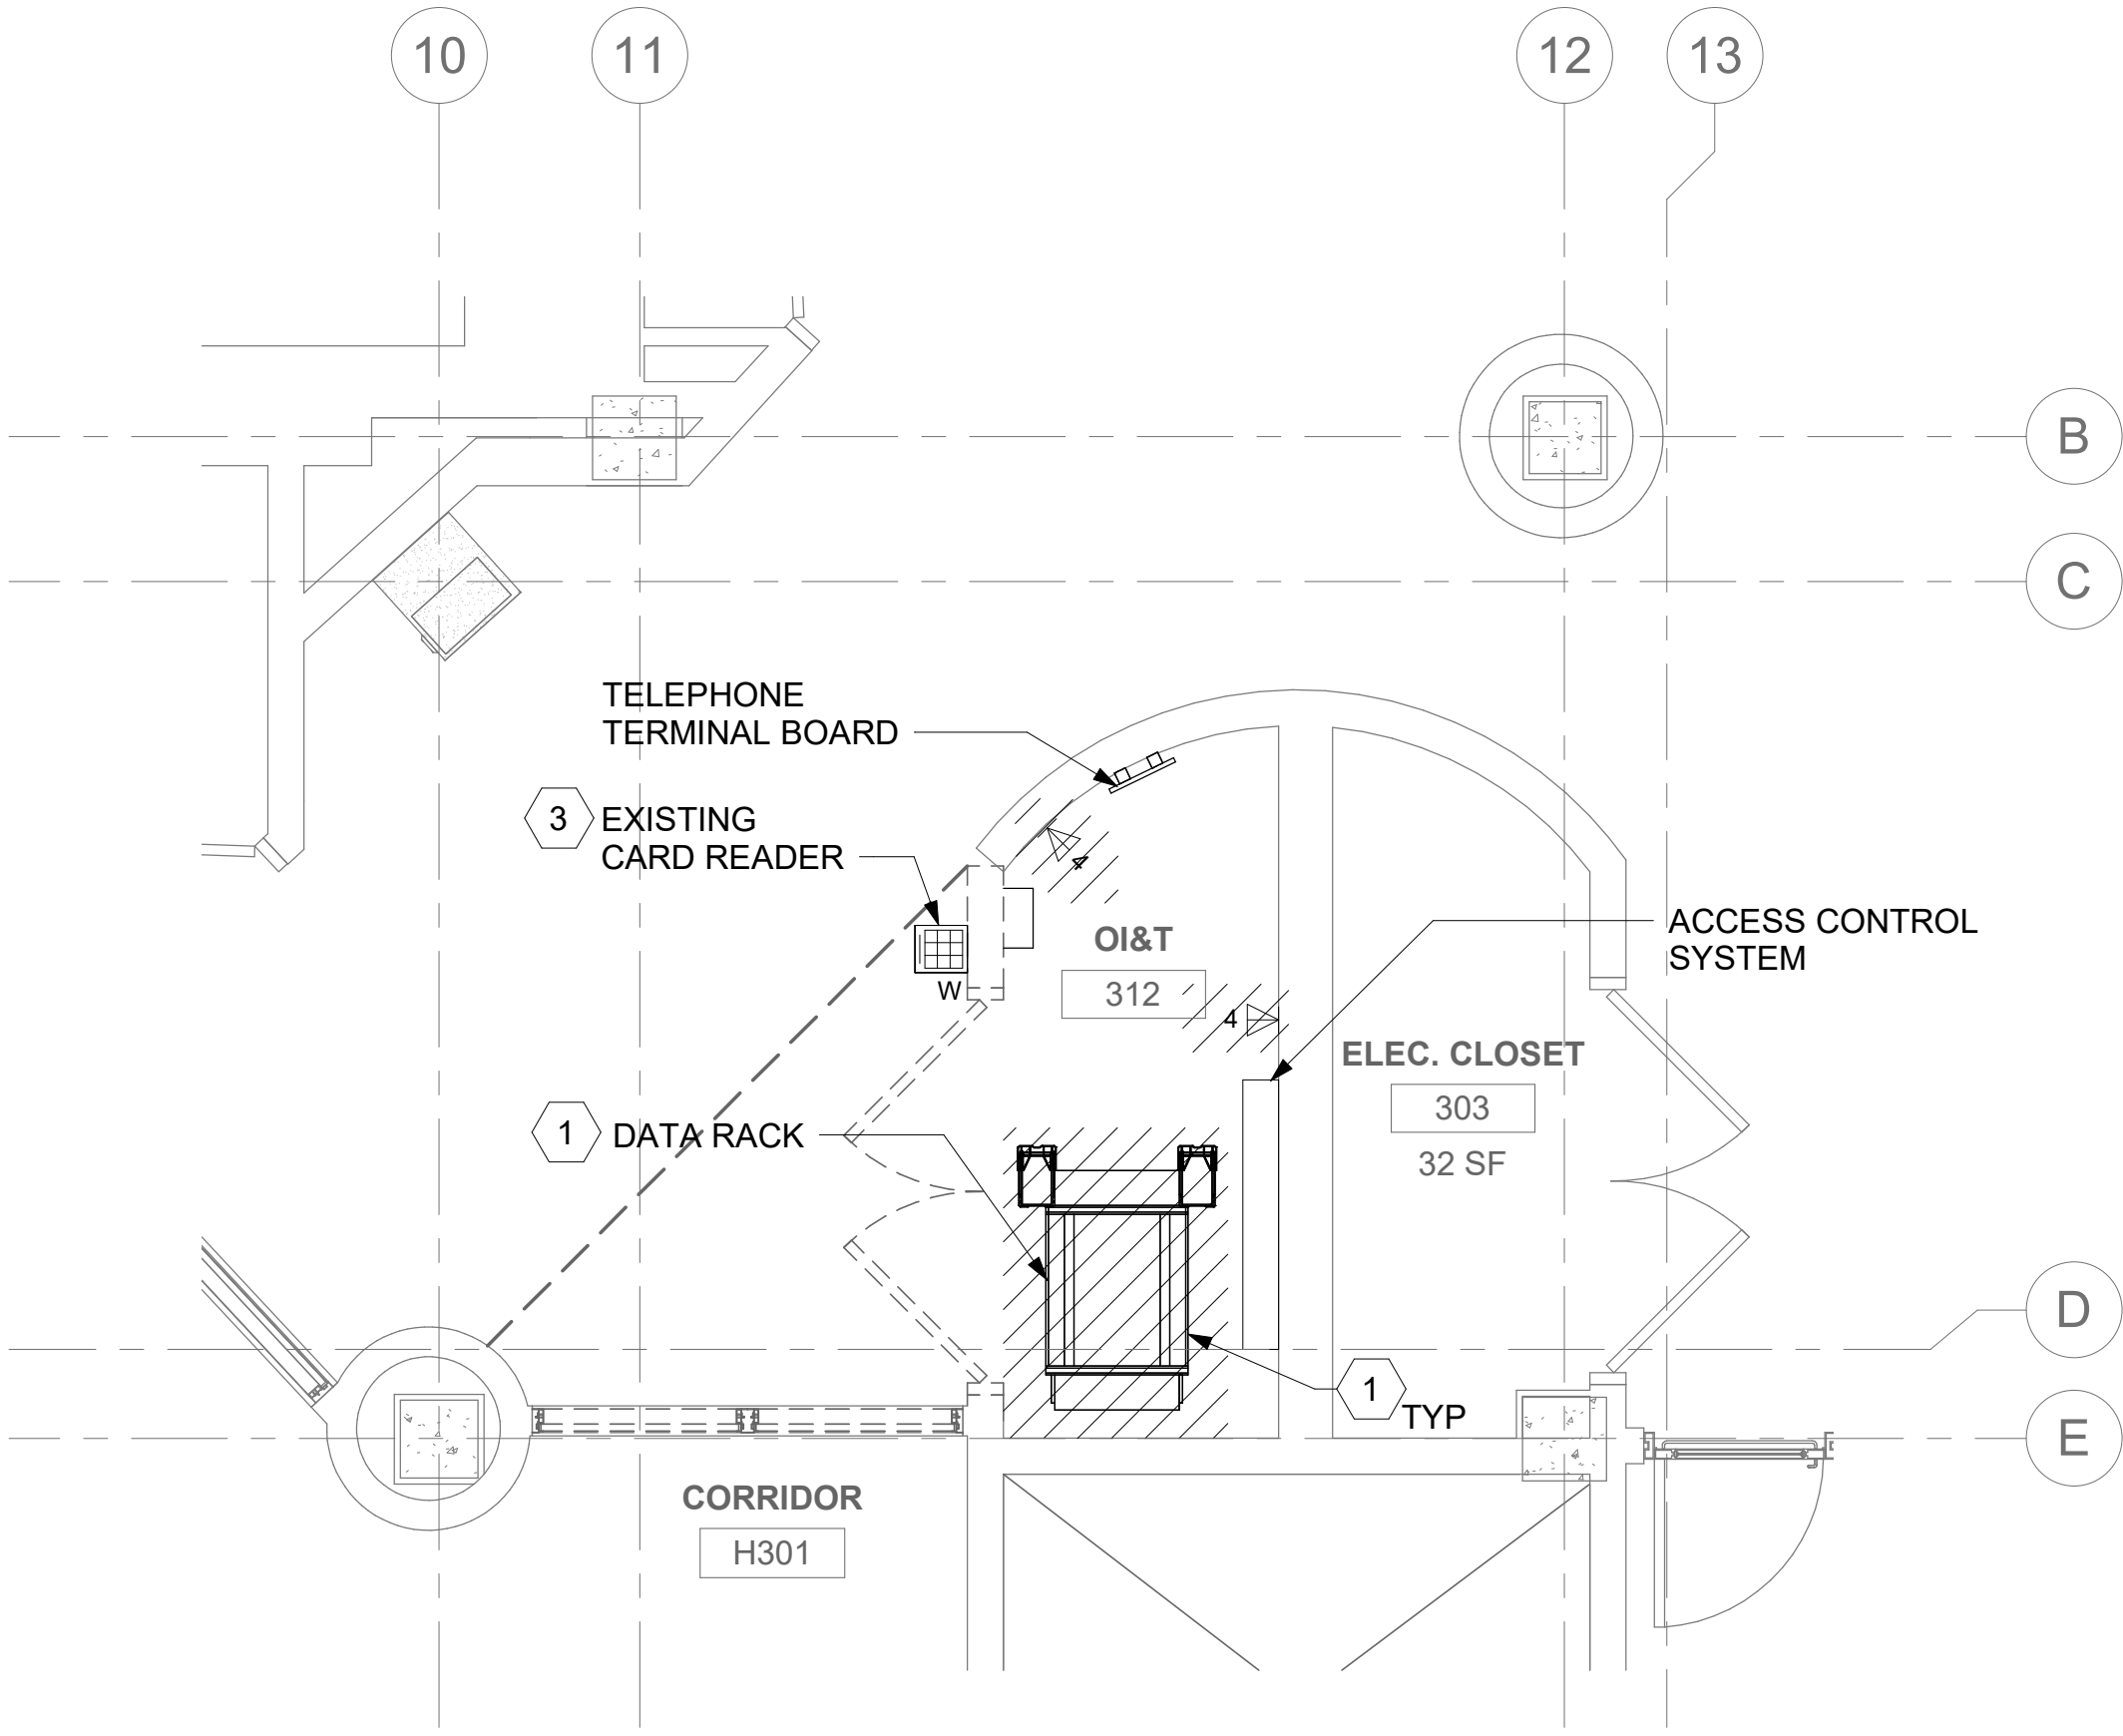 10
11
12
13
B
C
TELEPHONE
TERMINAL BOARD
3
EXISTING
CARD READER
4
W
OI&T
312
4
ACCESS CONTROL
SYSTEM
ELEC. CLOSET
303
32 SF
1
DATA RACK
D
1
TYP
E
CORRIDOR
H301